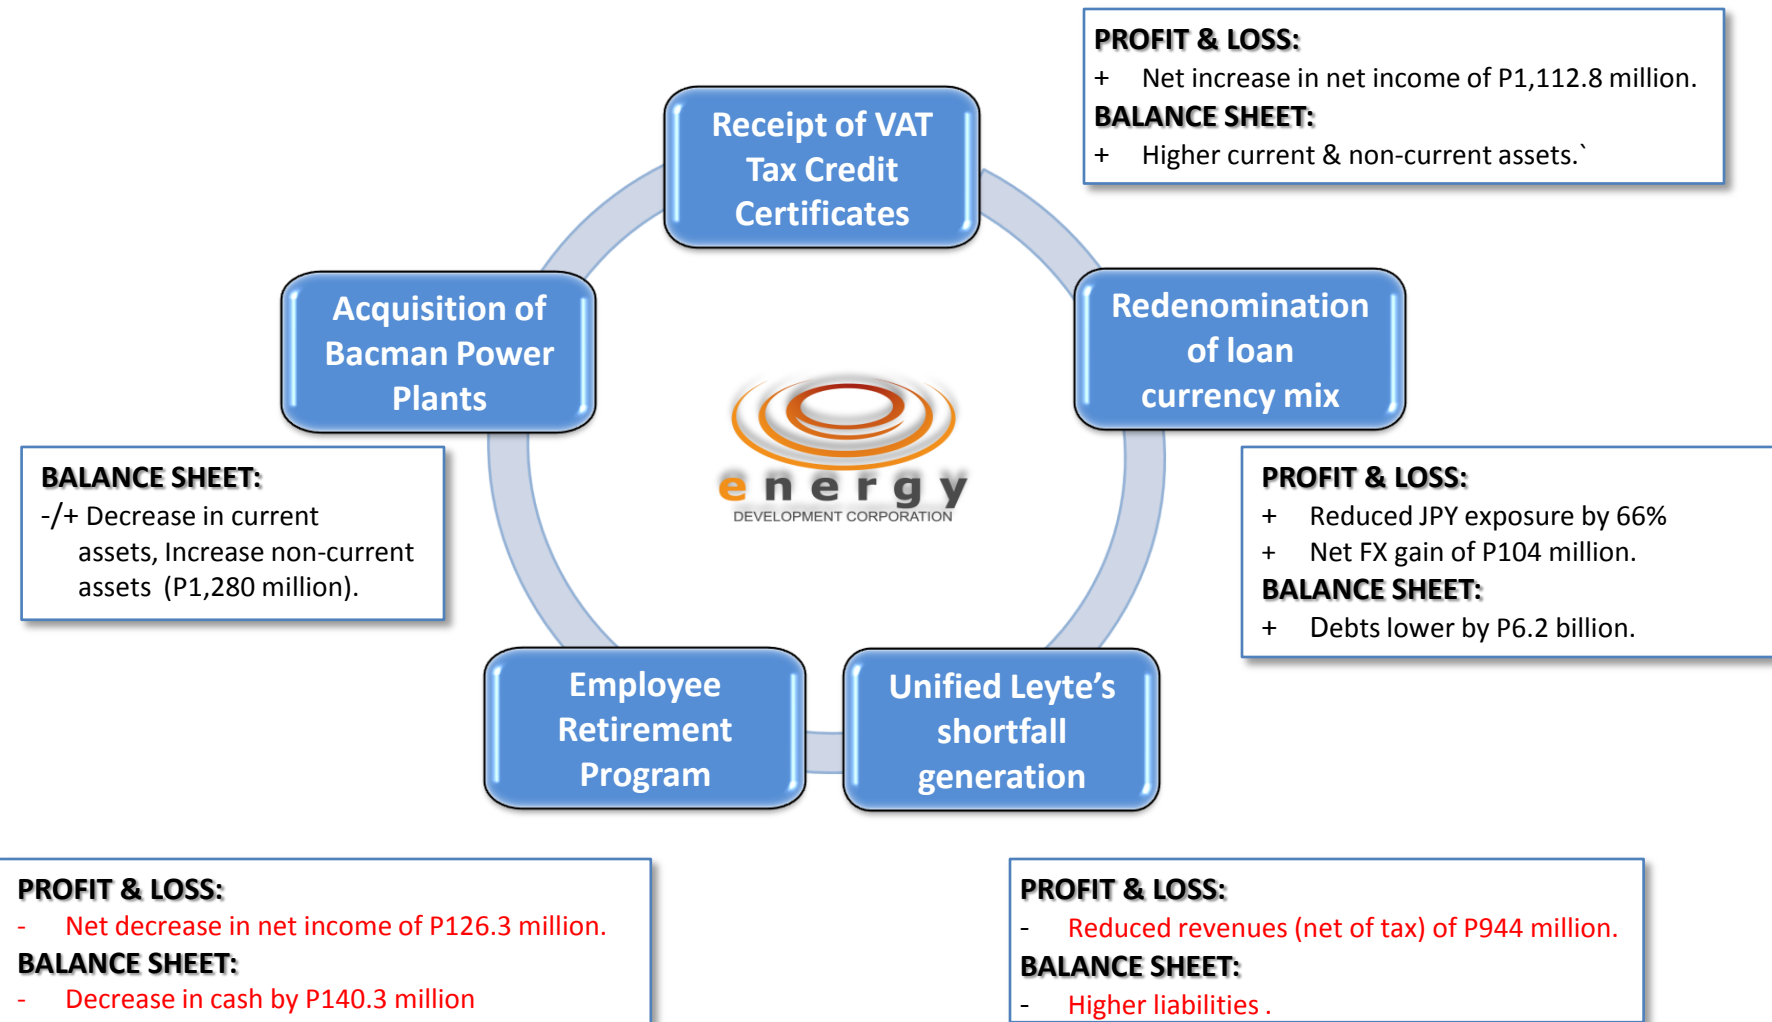 PROFIT & LOSS:
+ Net increase in net income of P1,112.8 million.
BALANCE SHEET:
+ Higher current & non-current assets.`
Receipt of VAT
Tax Credit
Certificates
Acquisition of
Bacman Power
Plants
Redenomination
of loan
currency mix
energy
DEVELOPMENT CORPORATION
BALANCE SHEET:
-/+ Decrease in current
assets, Increase non-current
assets (P1,280 million).
PROFIT & LOSS:
+ Reduced JPY exposure by 66%
+ Net FX gain of P104 million.
BALANCE SHEET:
+ Debts lower by P6.2 billion.
Employee
Retirement
Program
Unified Leyte’s
shortfall
generation
PROFIT & LOSS:
- Net decrease in net income of P126.3 million.
BALANCE SHEET:
- Decrease in cash by P140.3 million
PROFIT & LOSS:
- Reduced revenues (net of tax) of P944 million.
BALANCE SHEET:
- Higher liabilities .